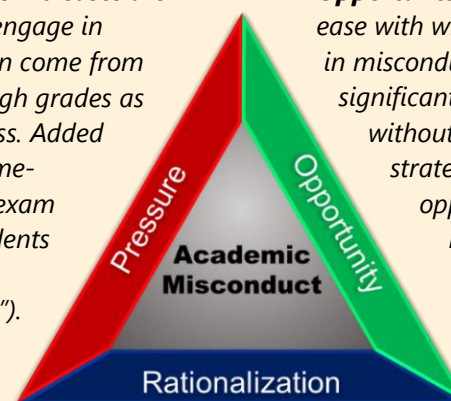 engage in
n come from
gh grades as
ss. Added
me-
exam
dents
”).
ease with w
in miscondu
significant
without
strate
opp
Pressure
Opportunity
Academic
Misconduct
Rationalization